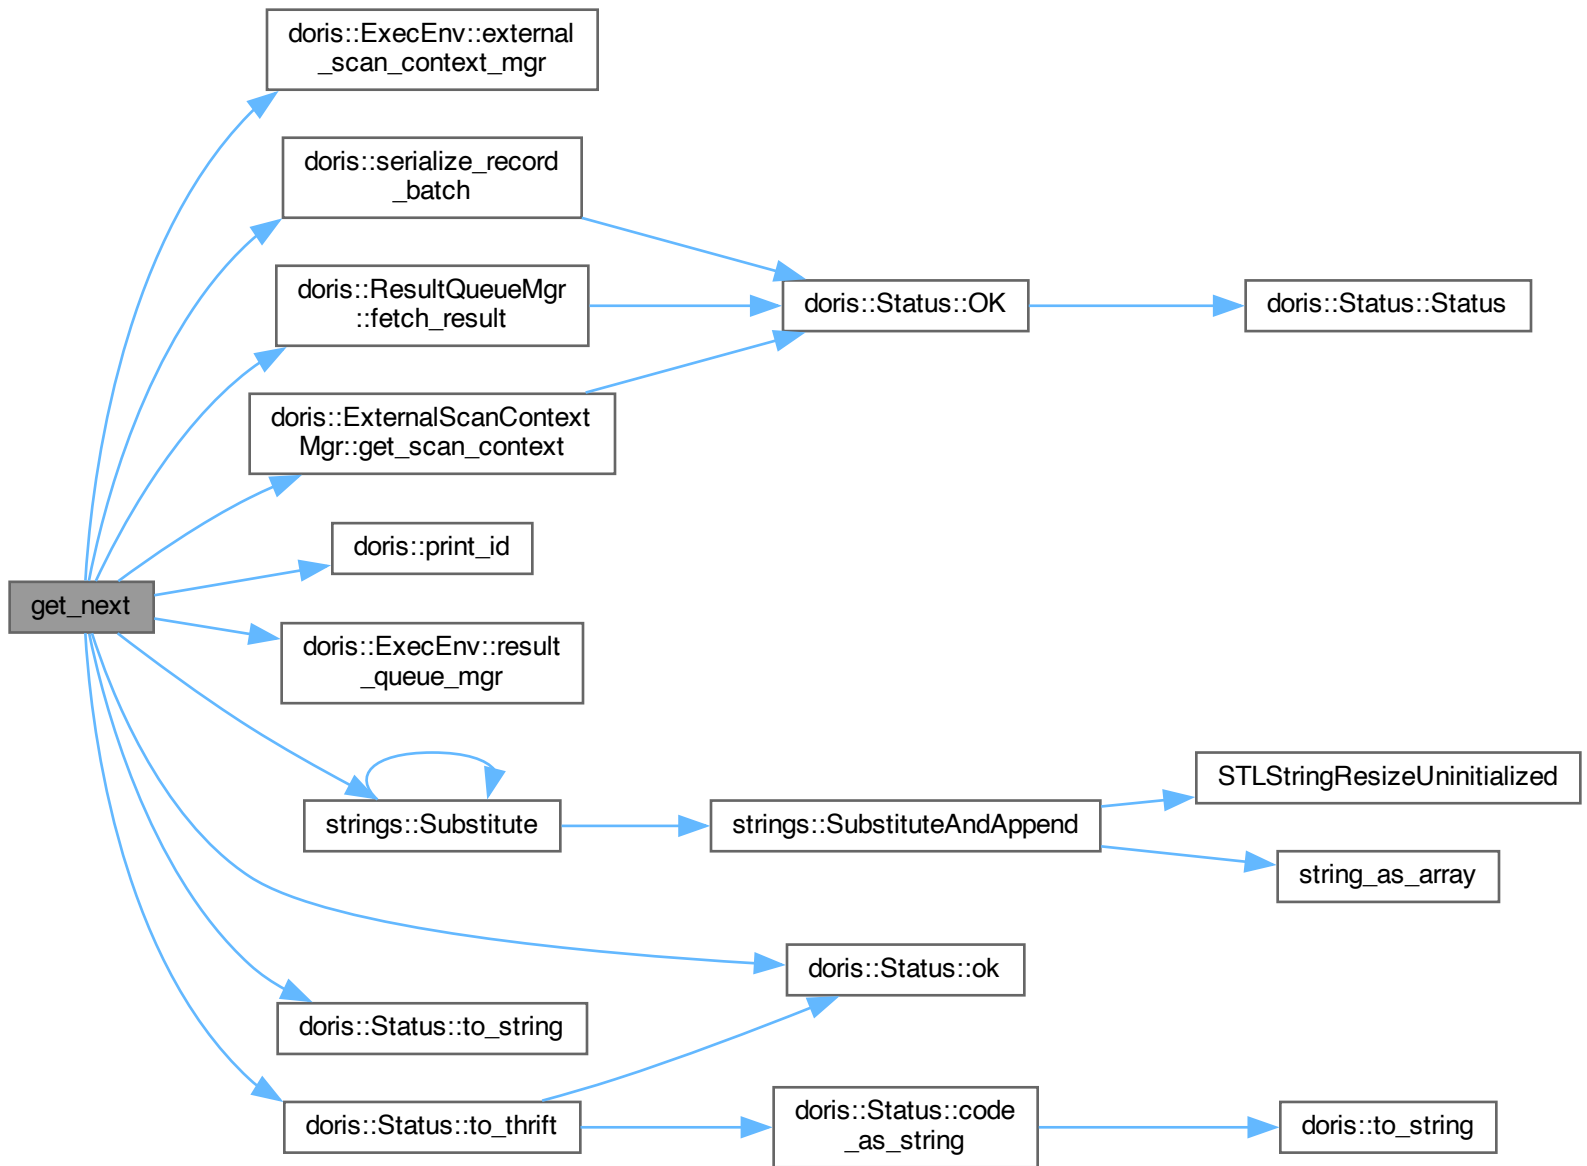 doris::ExecEnv::external
_scan_context_mgr
doris::serialize_record
_batch
doris::ResultQueueMgr
::fetch_result
doris::Status::OK
doris::Status::Status
doris::ExternalScanContext
Mgr::get_scan_context
doris::print_id
get_next
doris::ExecEnv::result
_queue_mgr
strings::Substitute
strings::SubstituteAndAppend
STLStringResizeUninitialized
string_as_array
doris::Status::ok
doris::Status::to_string
doris::Status::to_thrift
doris::Status::code
_as_string
doris::to_string